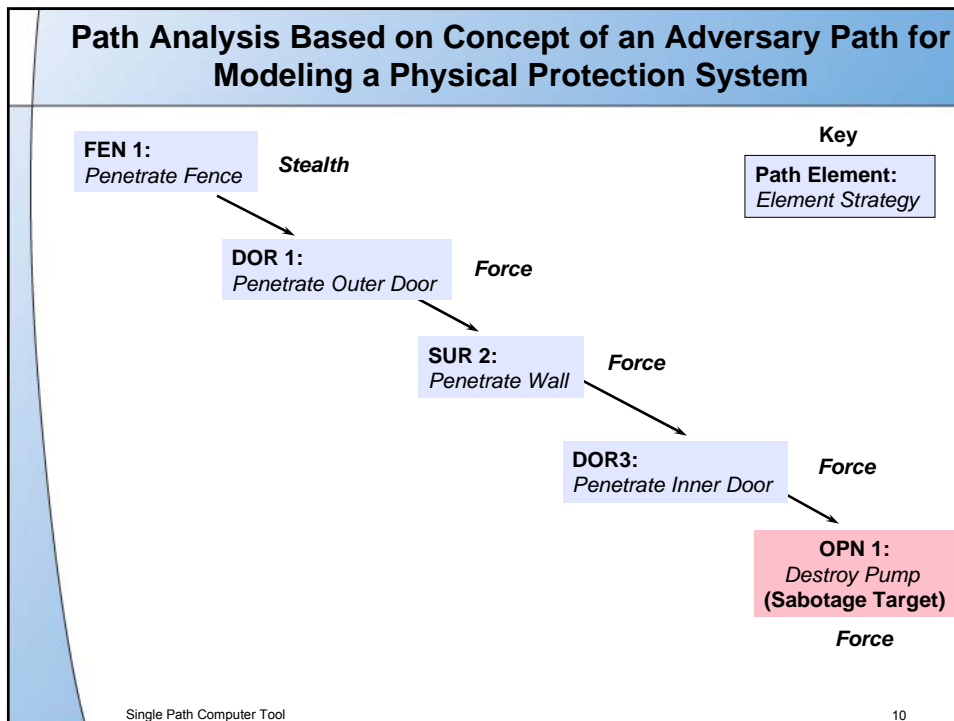 Path Analysis Based on Concept of an Adversary Path for
Modeling a Physical Protection System
Key
FEN 1:
Penetrate Fence
Stealth
Path Element:
Element Strategy
DOR 1:
Penetrate Outer Door
Force
SUR 2:
Penetrate Wall
Force
DOR3:
Penetrate Inner Door
Force
OPN 1:
Destroy Pump
(Sabotage Target)
Force
Single Path Computer Tool
10